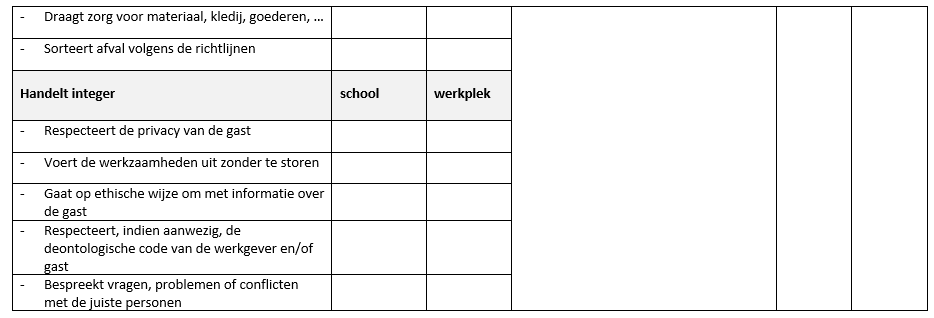 - Draagt zorg voor materiaal, kledij, goederen, ...
- Sorteert afval volgens de richtlijnen
Handelt integer school werkplek
- Respecteert de privacy van de gast
- Voert de werkzaamheden uit zonder te storen
- Gaat op ethische wijze om met informatie over
de gast
- Respecteert, indien aanwezig, de
deontologische code van de werkgever en/of
gast
- Bespreekt vragen, problemen of conflicten
met de juiste personen